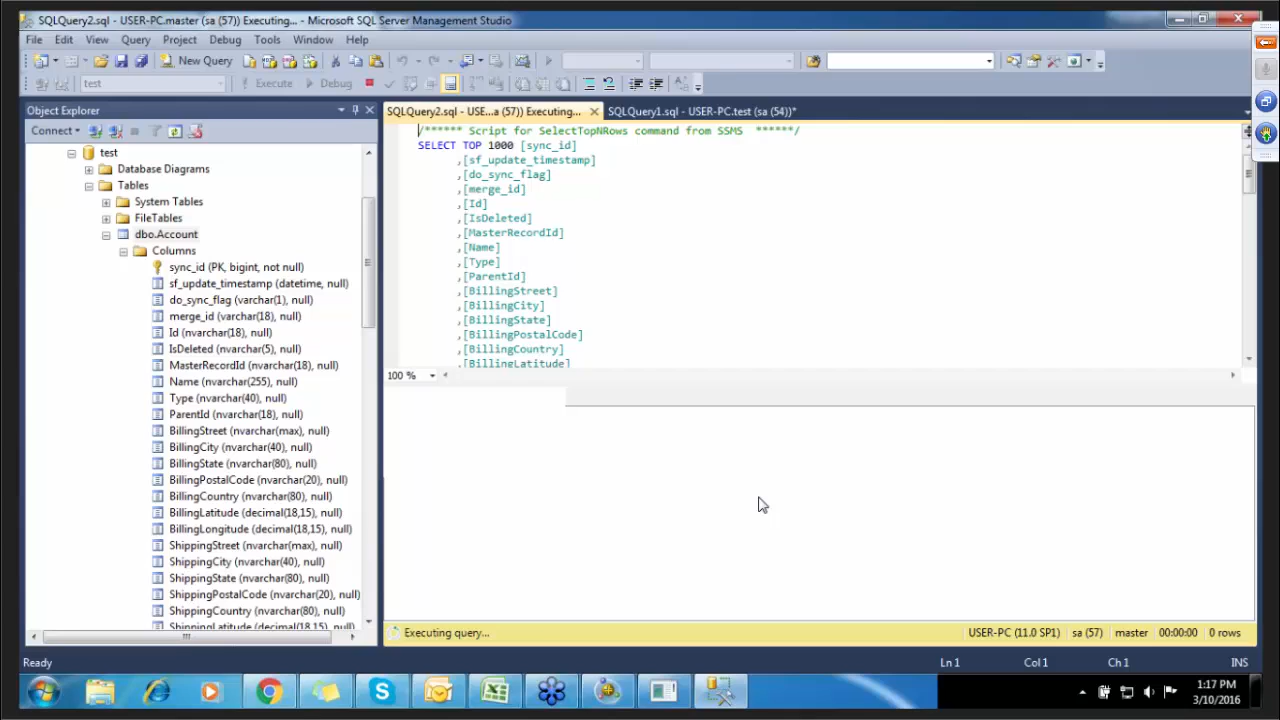 SQLQuery2.sql - USER-PC.master (sa (57)) Executing... - Microsoft SQL Server Management Studio
File Edit View Query Project Debug Tools Window Help
New Query
test Execute Debug
Object Explorer
Connect
test
Database Diagrams
Tables
System Tables
FileTables
dbo.Account
Columns
sync_id (PK, bigint, not null)
sf_update_timestamp (datetime, null)
do_sync_flag (varchar(1), null)
merge_id (varchar(18), null)
Id (nvarchar(18), null)
IsDeleted (nvarchar(5), null)
MasterRecordId (nvarchar(18), null)
Name (nvarchar(255), null)
Type (nvarchar(40), null)
ParentId (nvarchar(18), null)
BillingStreet (nvarchar(max), null)
BillingCity (nvarchar(40), null)
BillingState (nvarchar(80), null)
BillingPostalCode (nvarchar(20), null)
BillingCountry (nvarchar(80), null)
BillingLatitude (decimal(18,15), null)
BillingLongitude (decimal(18,15), null)
ShippingStreet (nvarchar(max), null)
ShippingCity (nvarchar(40), null)
ShippingState (nvarchar(80), null)
ShippingPostalCode (nvarchar(20), null)
ShippingCountry (nvarchar(80), null)
ShippingLatitude (decimal(18,15), null)
SQLQuery2.sql - USE...a (57)) Executing... SQLQuery1.sql - USER-PC.test (sa (54))*
/****** Script for SelectTopNRows command from SSMS ******/
SELECT TOP 1000 [sync_id]
,[sf_update_timestamp]
,[do_sync_flag]
,[merge_id]
,[Id]
,[IsDeleted]
,[MasterRecordId]
,[Name]
,[Type]
,[ParentId]
,[BillingStreet]
,[BillingCity]
,[BillingState]
,[BillingPostalCode]
,[BillingCountry]
,[BillingLatitude]
100 %
Executing query... USER-PC (11.0 SP1) sa (57) master 00:00:00 0 rows
Ready Ln 1 Col 1 Ch 1 INS
1:17 PM
3/10/2016